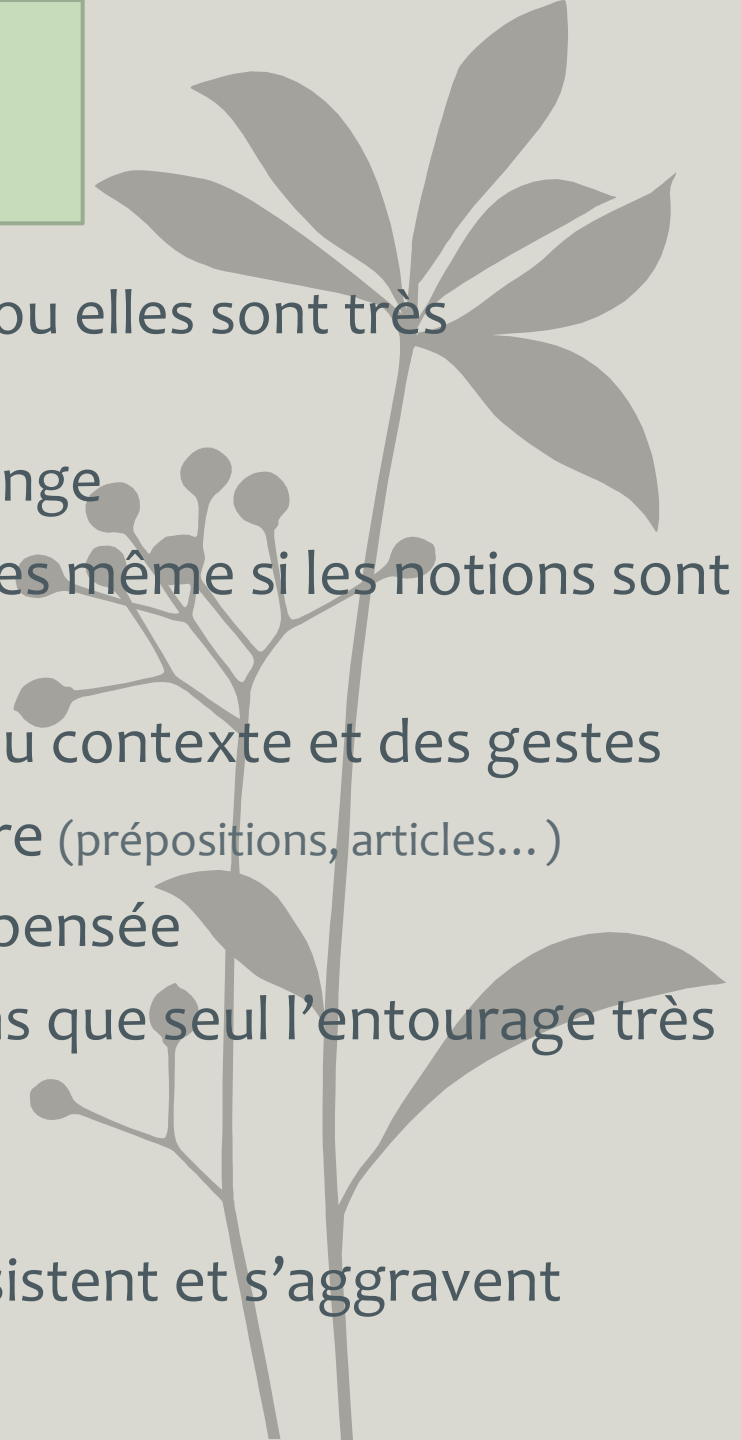 ou elles sont très
nge
es même si les notions sont
u contexte et des gestes
re (prépositions, articles… )
pensée
s que seul l’entourage très
sistent et s’aggravent